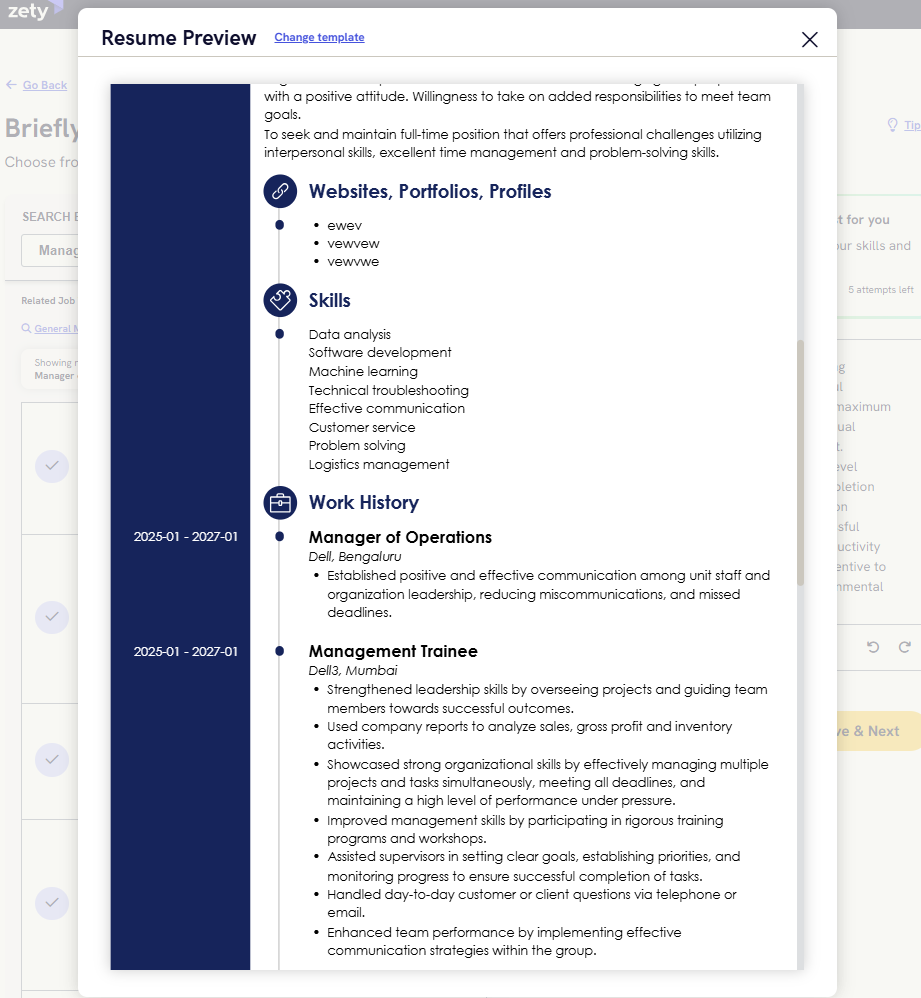 zety
Resume Preview
Change template
Go Back
Briefly
Choose fro
Tip
SEARCH
Manag
Related Job
General M
Showing r
Manager
t for you
our skills and
5 attempts left
with a positive attitude. Willingness to take on added responsibilities to meet team
goals.
To seek and maintain full-time position that offers professional challenges utilizing
interpersonal skills, excellent time management and problem-solving skills.
Websites, Portfolios, Profiles
• ewev
• vewvew
• vewvwe
Skills
Data analysis
Software development
Machine learning
Technical troubleshooting
Effective communication
Customer service
Problem solving
Logistics management
Work History
2025-01 - 2027-01
Manager of Operations
Dell, Bengaluru
• Established positive and effective communication among unit staff and
organization leadership, reducing miscommunications, and missed
deadlines.
2025-01 - 2027-01
Management Trainee
Dell3, Mumbai
• Strengthened leadership skills by overseeing projects and guiding team
members towards successful outcomes.
• Used company reports to analyze sales, gross profit and inventory
activities.
• Showcased strong organizational skills by effectively managing multiple
projects and tasks simultaneously, meeting all deadlines, and
maintaining a high level of performance under pressure.
• Improved management skills by participating in rigorous training
programs and workshops.
• Assisted supervisors in setting clear goals, establishing priorities, and
monitoring progress to ensure successful completion of tasks.
• Handled day-to-day customer or client questions via telephone or
email.
• Enhanced team performance by implementing effective
communication strategies within the group.
maximum
ual
t.
evel
pletion
on
sful
uctivity
entive to
nmental
ve & Next